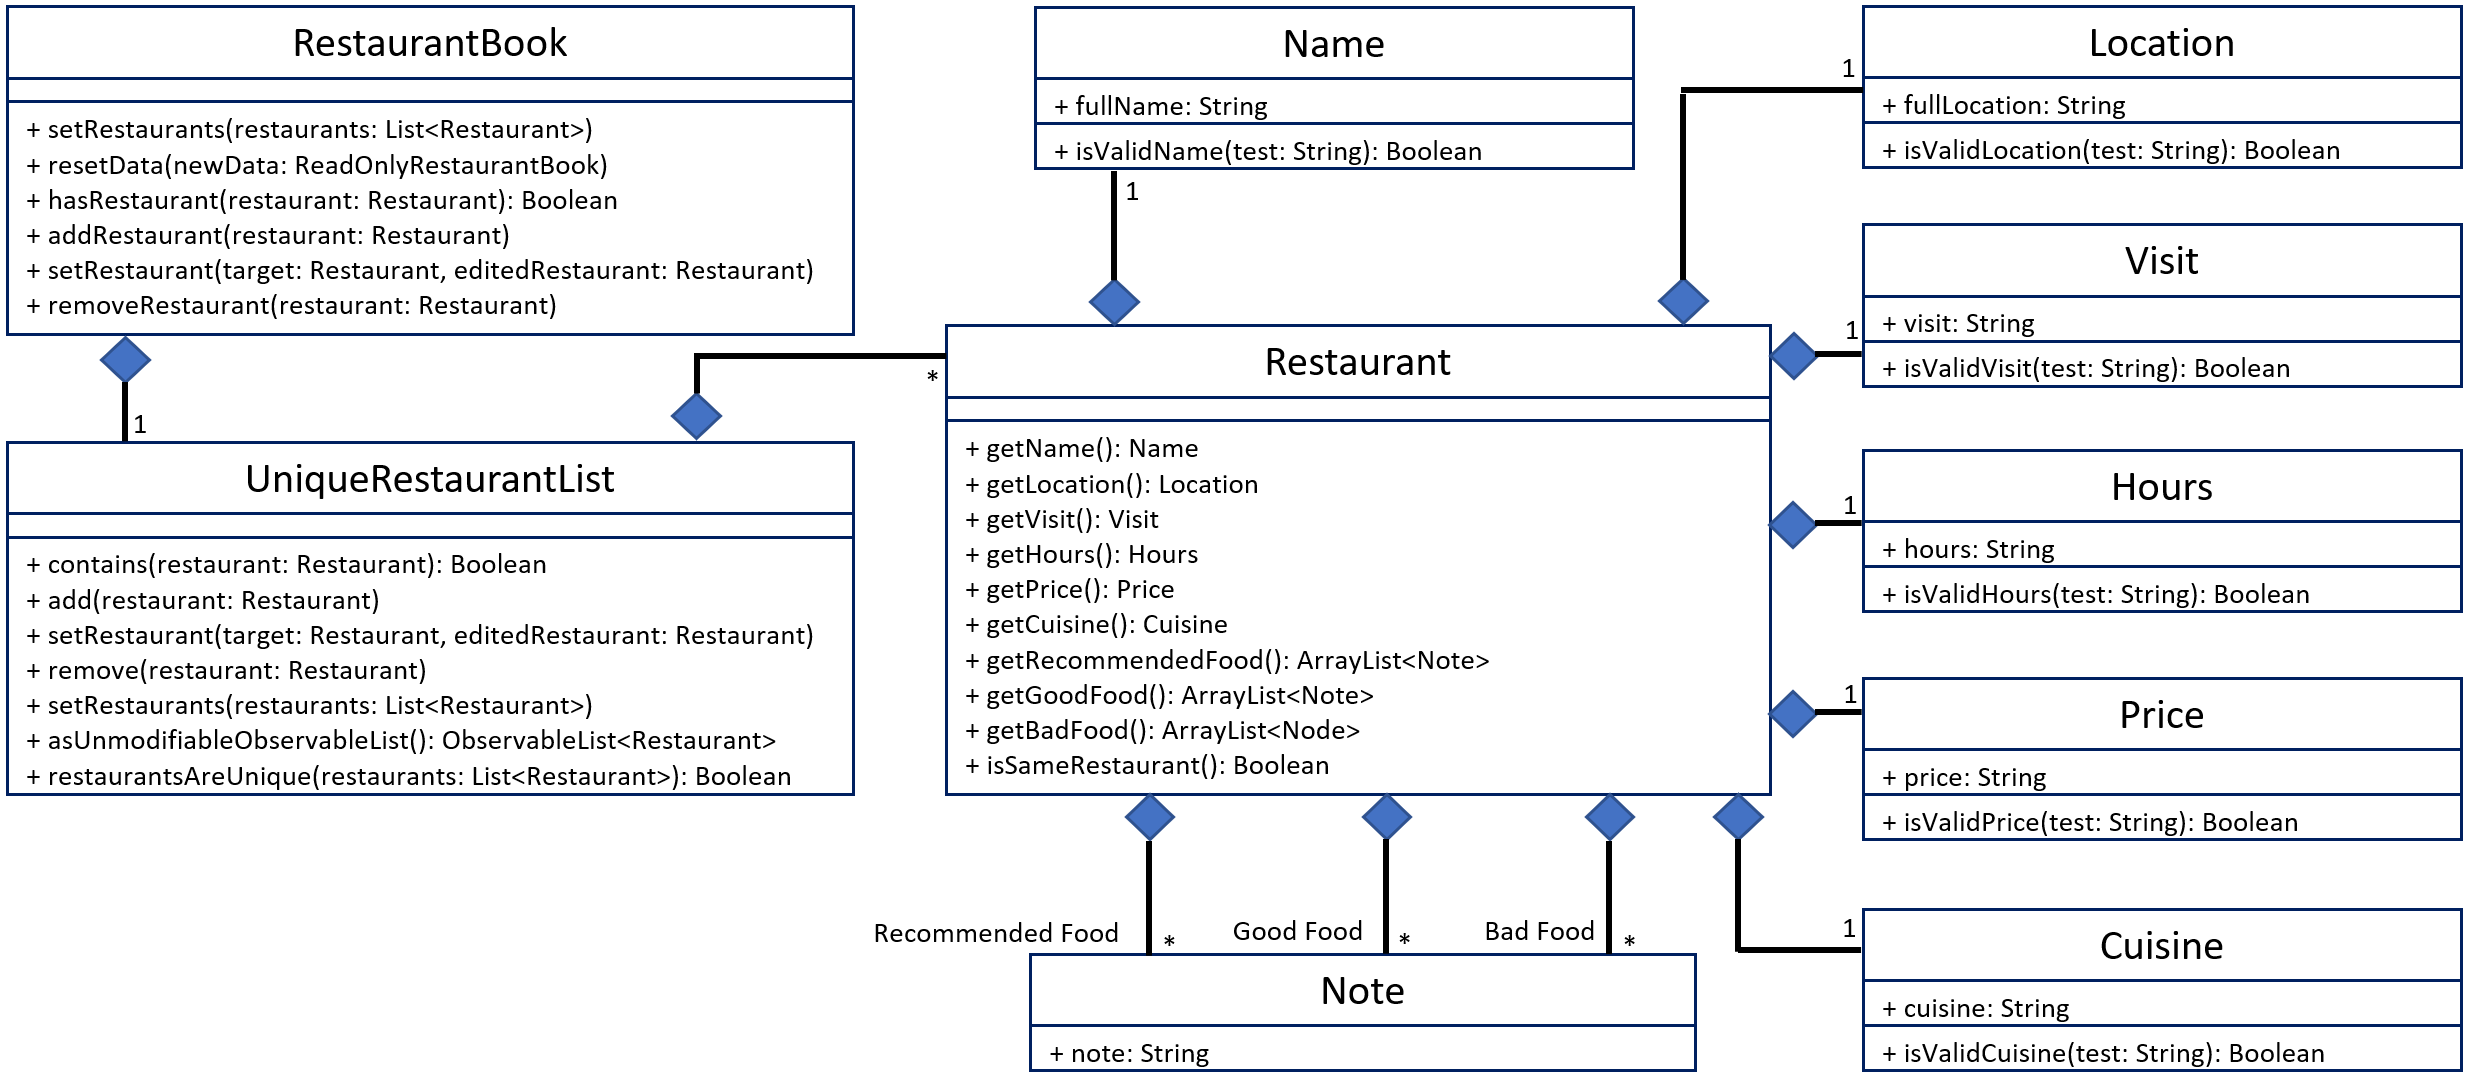 RestaurantBook
+ setRestaurants(restaurants: List<Restaurant>)
+ resetData(newData: ReadOnlyRestaurantBook)
+ hasRestaurant(restaurant: Restaurant): Boolean
+ addRestaurant(restaurant: Restaurant)
+ setRestaurant(target: Restaurant, editedRestaurant: Restaurant)
+ removeRestaurant(restaurant: Restaurant)
1
UniqueRestaurantList
+ contains(restaurant: Restaurant): Boolean
+ add(restaurant: Restaurant)
+ setRestaurant(target: Restaurant, editedRestaurant: Restaurant)
+ remove(restaurant: Restaurant)
+ setRestaurants(restaurants: List<Restaurant>)
+ asUnmodifiableObservableList(): ObservableList<Restaurant>
+ restaurantsAreUnique(restaurants: List<Restaurant>): Boolean
*
Name
+ fullName: String
+ isValidName(test: String): Boolean
1
Restaurant
+ getName(): Name
+ getLocation(): Location
+ getVisit(): Visit
+ getHours(): Hours
+ getPrice(): Price
+ getCuisine(): Cuisine
+ getRecommendedFood(): ArrayList<Note>
+ getGoodFood(): ArrayList<Note>
+ getBadFood(): ArrayList<Node>
+ isSameRestaurant(): Boolean
Recommended Food
*
Good Food
*
Bad Food
*
Note
+ note: String
1
Location
+ fullLocation: String
+ isValidLocation(test: String): Boolean
1
Visit
+ visit: String
+ isValidVisit(test: String): Boolean
1
Hours
+ hours: String
+ isValidHours(test: String): Boolean
1
Price
+ price: String
+ isValidPrice(test: String): Boolean
1
Cuisine
+ cuisine: String
+ isValidCuisine(test: String): Boolean